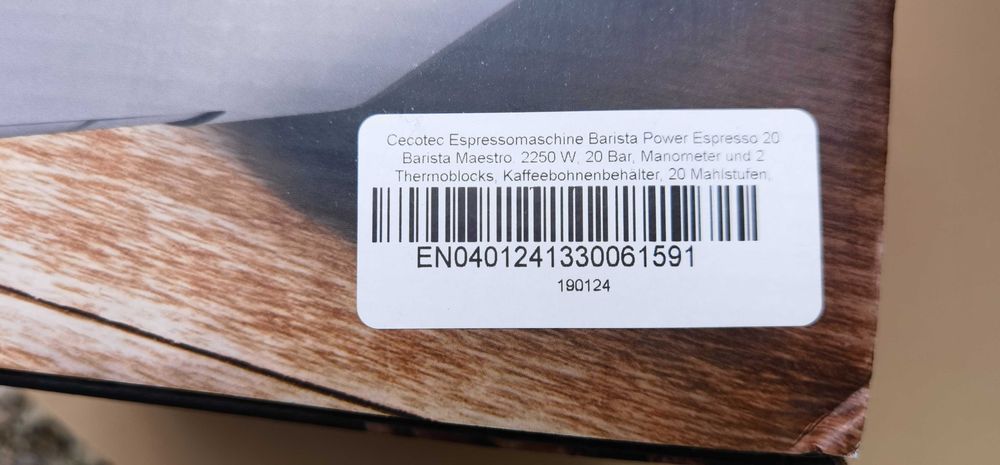 Cecotec Espressomaschine Barista Power Espresso 20
Barista Maestro. 2250 W, 20 Bar, Manometer und 2
Thermoblocks, Kaffeebohnenbehälter, 20 Mahlstufen,
EN0401241330061591
190124